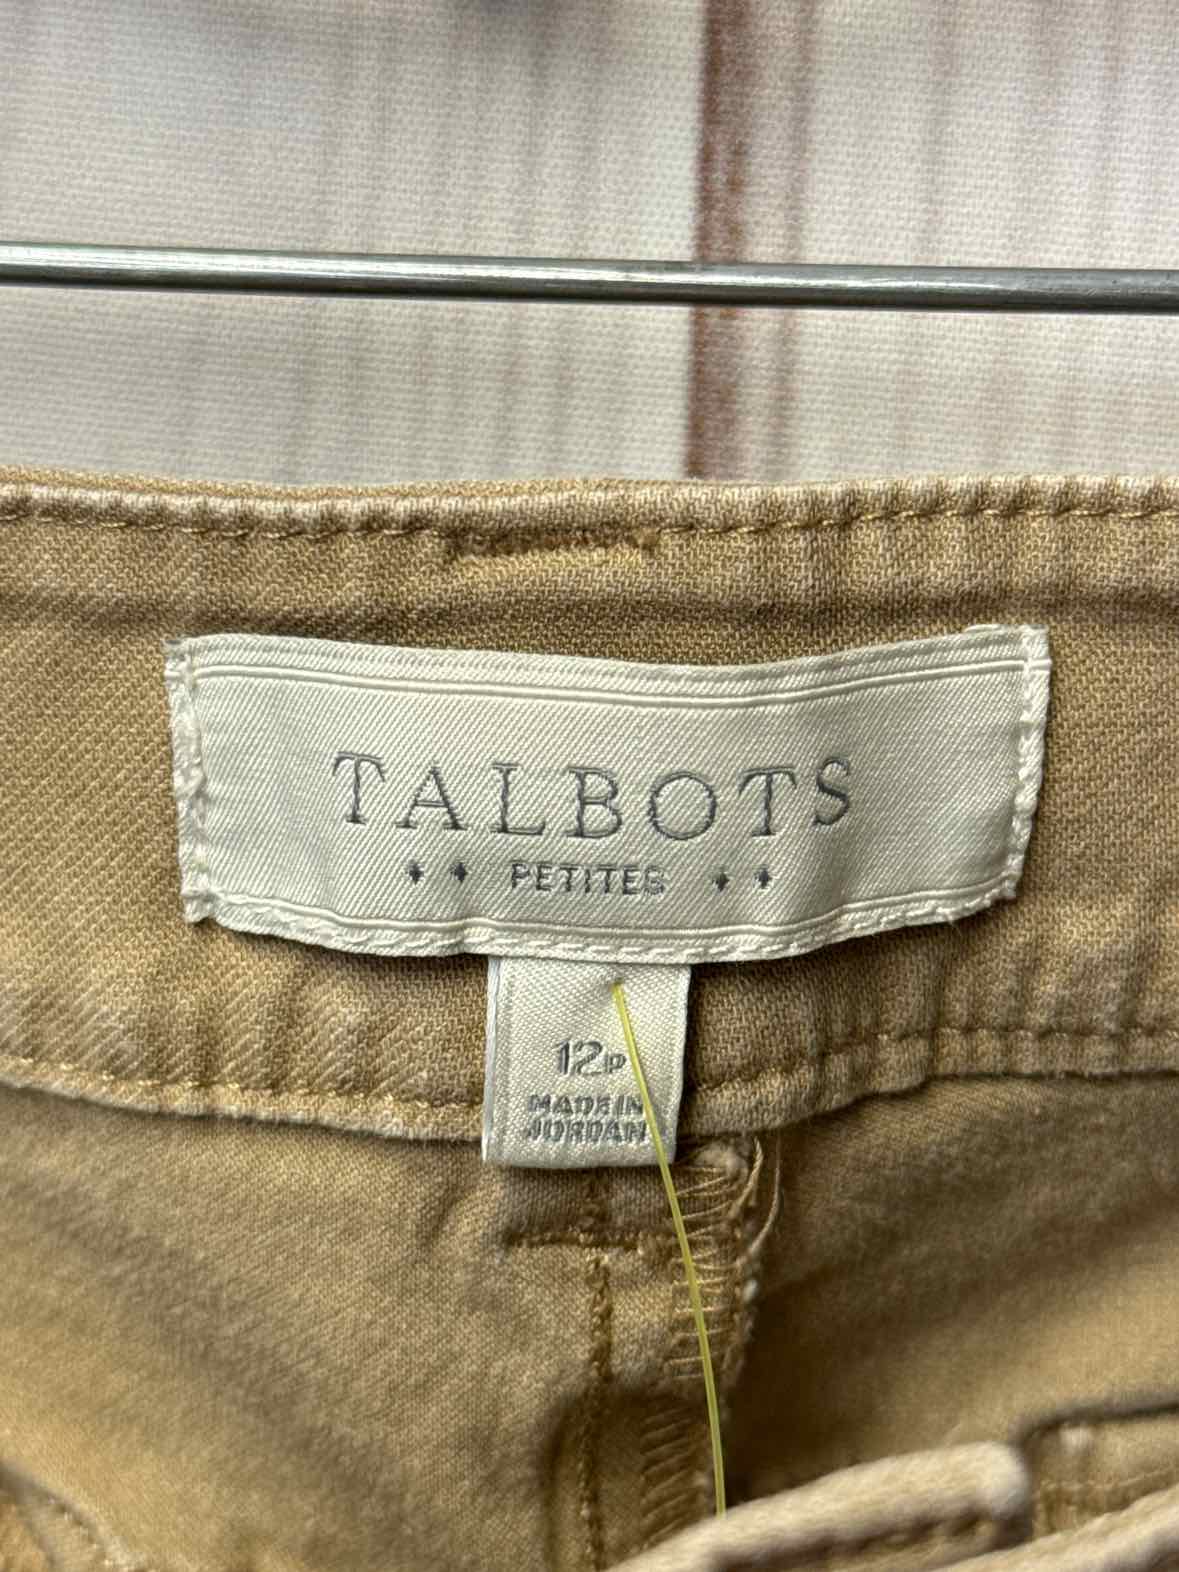 TALBOTS
PETITES
12P
MADE IN
JORDAN